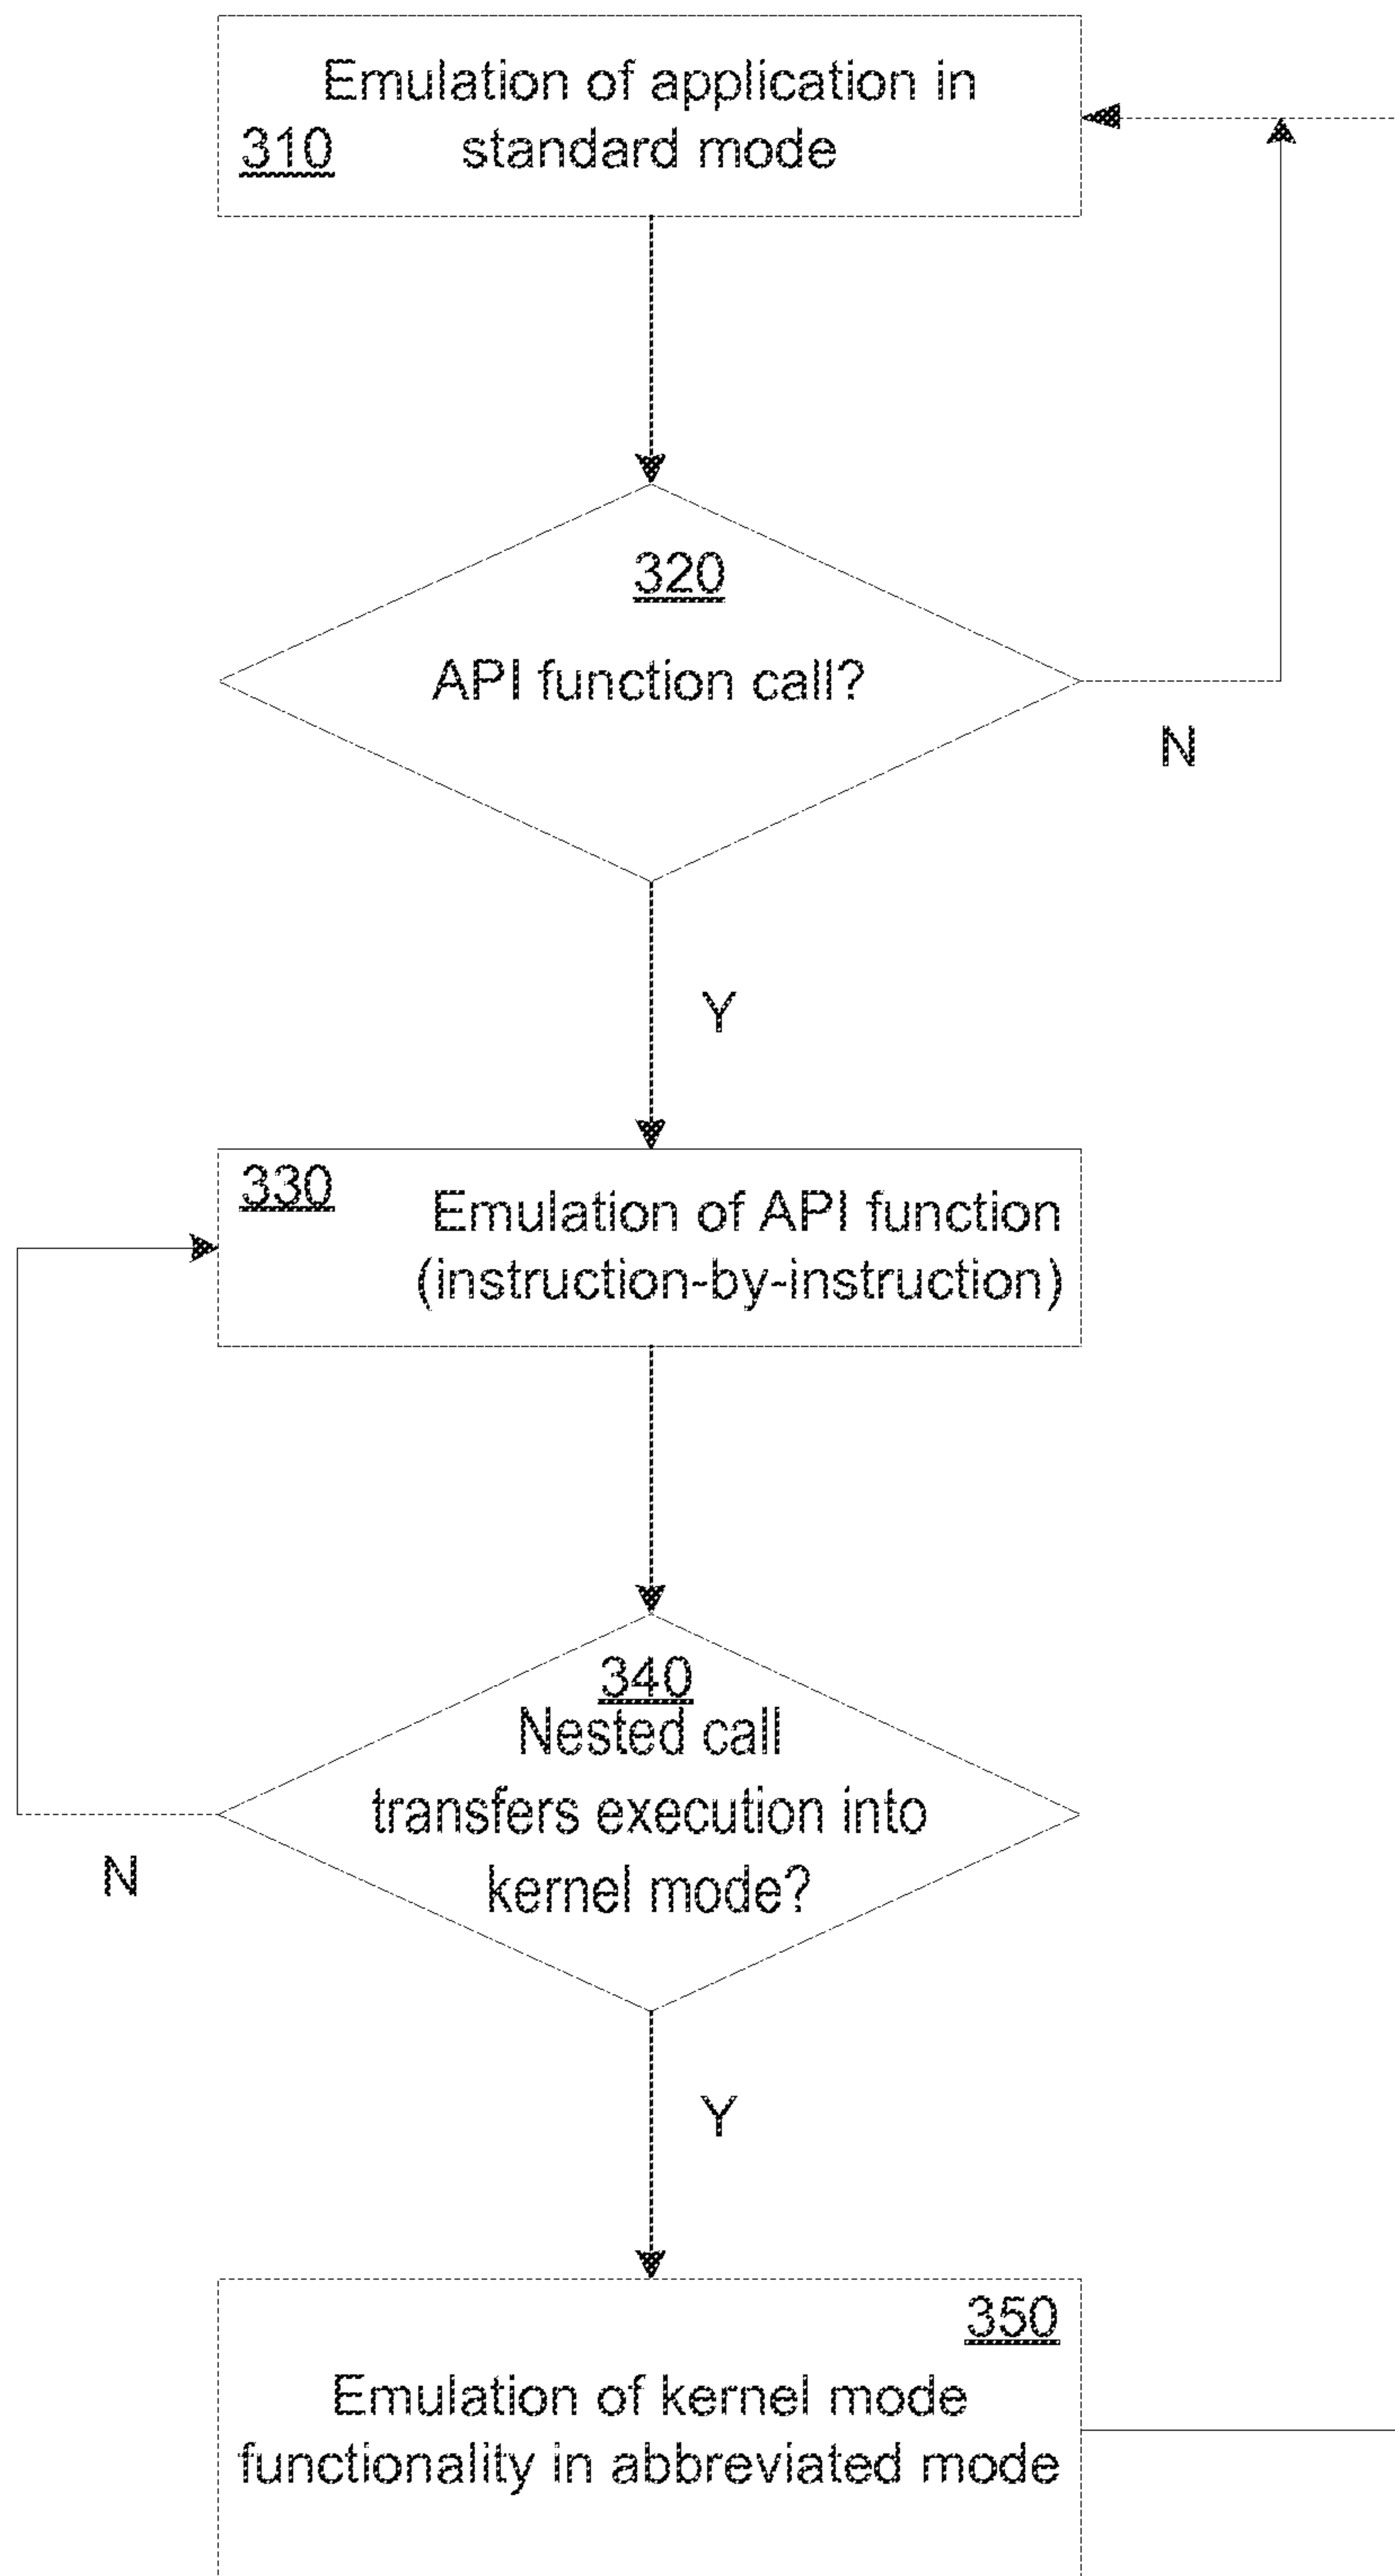 Emulation of application in
310 standard mode
320
API function call?
N
Y
330 Emulation of API function
(instruction-by-instruction)
340
Nested call
transfers execution into
kernel mode?
N
Y
350
Emulation of kernel mode
functionality in abbreviated mode